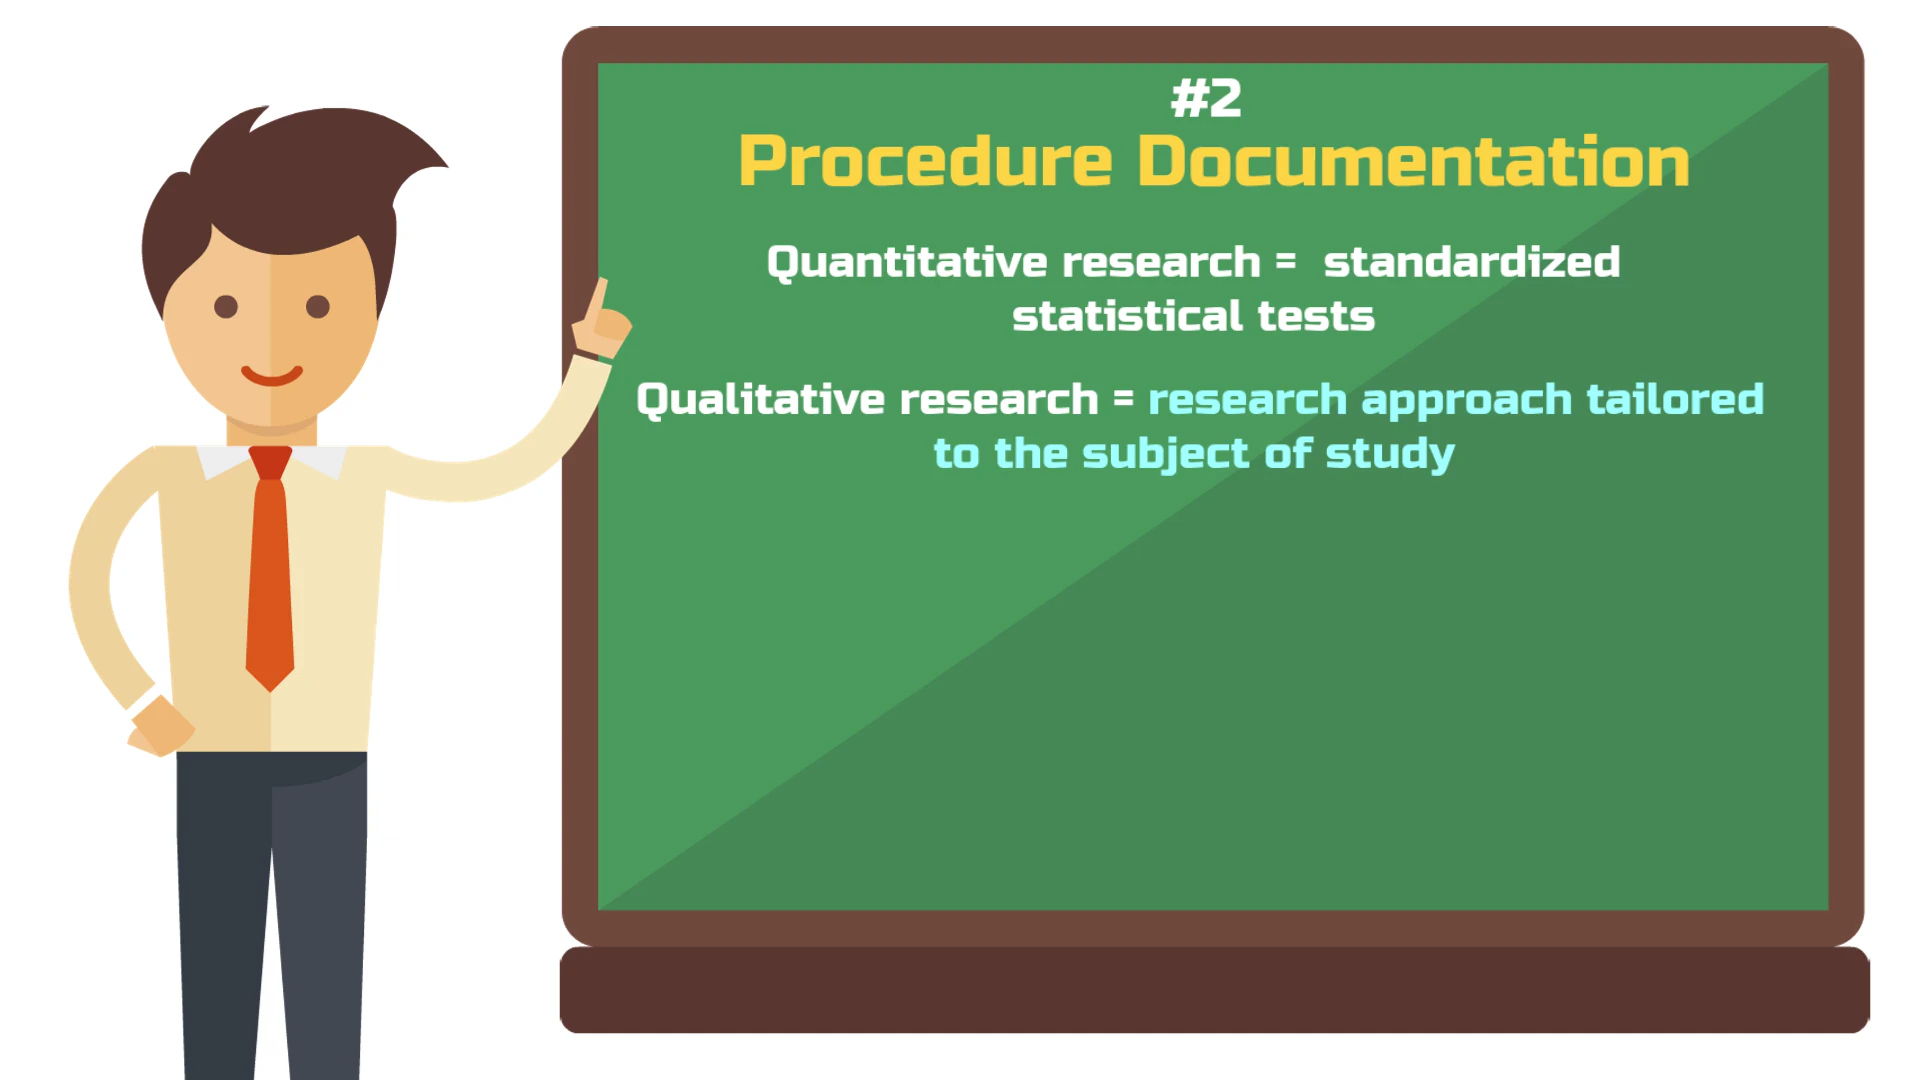 #2
Procedure Documentation
Quantitative research = standardized
statistical tests
Qualitative research = research approach tailored
to the subject of study